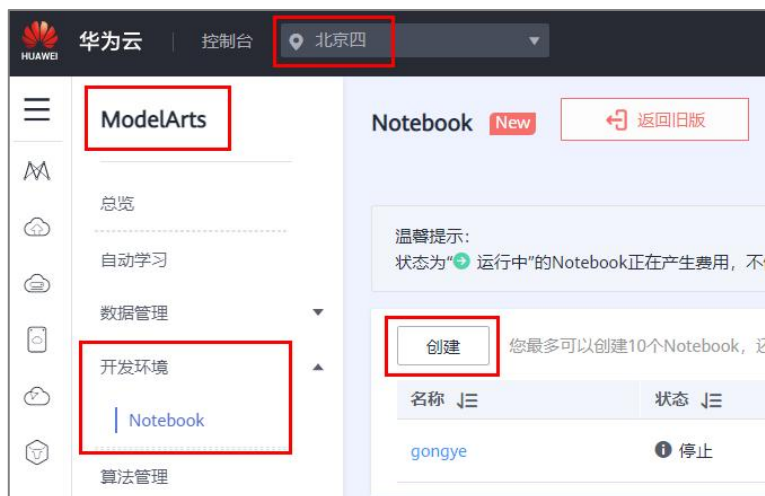 HUAWEI 华为云 控制台 北京四
ModelArts
总览
自动学习
数据管理
开发环境
Notebook
算法管理
Notebook New 返回旧版
温馨提示：
状态为“ 运行中”的Notebook正在产生费用，不
创建 您最多可以创建10个Notebook，还
名称 状态
gongye 停止